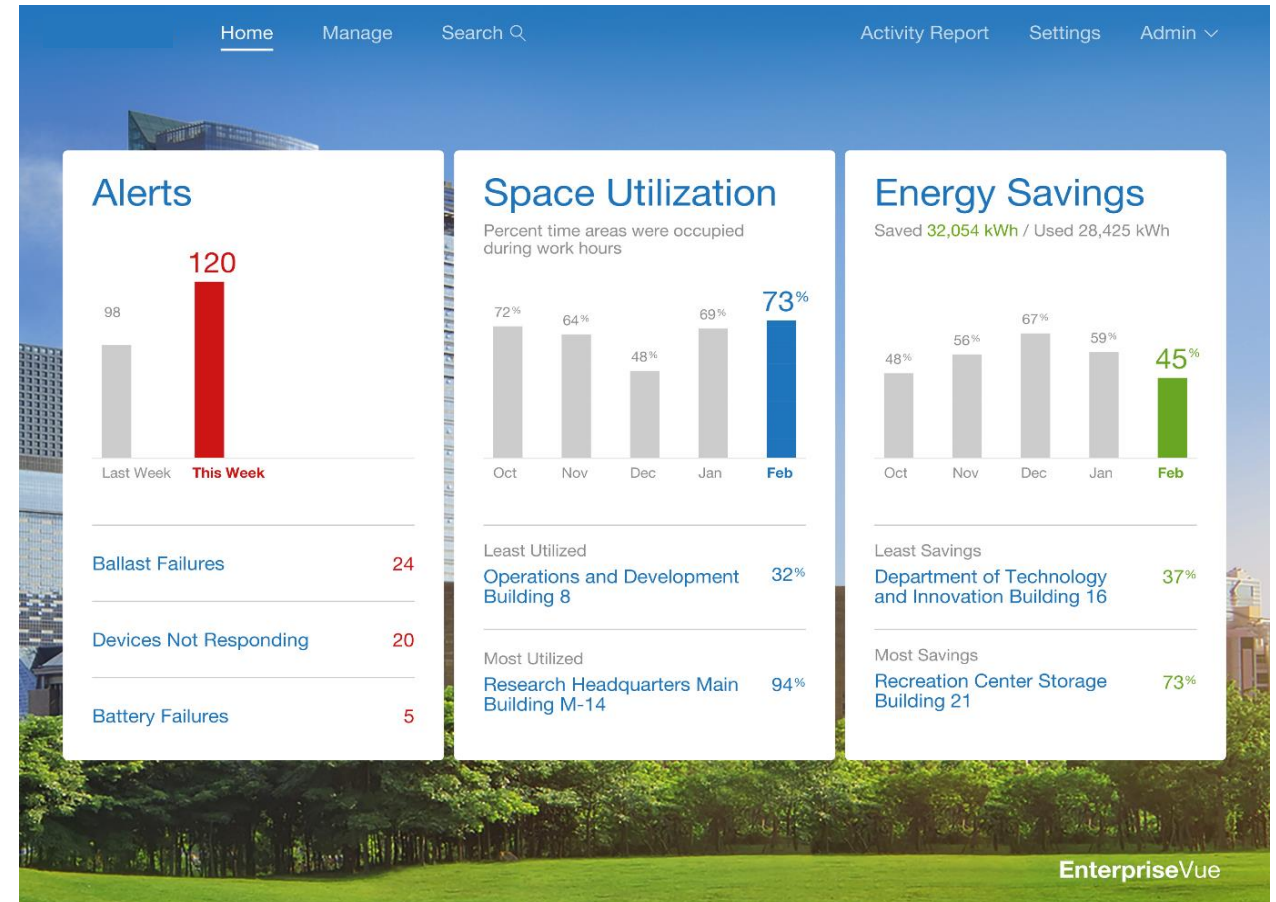 Home Manage Search Activity Report Settings Admin
Alerts
120
98
Last Week This Week
Ballast Failures 24
Devices Not Responding 20
Battery Failures 5
Space Utilization
Percent time areas were occupied
during work hours
72% 64% 48% 69% 73%
Oct Nov Dec Jan Feb
Least Utilized
Operations and Development 32%
Building 8
Most Utilized
Research Headquarters Main 94%
Building M-14
Energy Savings
Saved 32,054 kWh / Used 28,425 kWh
48% 56% 67% 59% 45%
Oct Nov Dec Jan Feb
Least Savings
Department of Technology 37%
and Innovation Building 16
Most Savings
Recreation Center Storage 73%
Building 21
EnterpriseVue